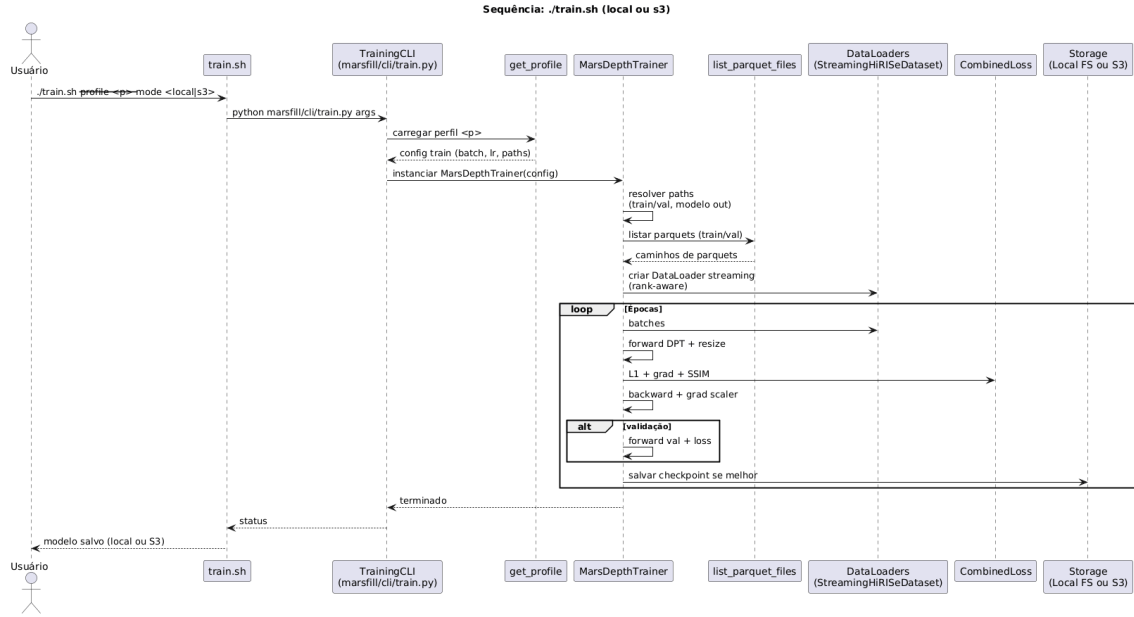 Sequência: ./train.sh (local ou s3)
Usuário
train.sh
TrainingCLI
(marsfill/cli/train.py)
get_profile
MarsDepthTrainer
list_parquet_files
DataLoaders
(StreamingHiRISeDataset)
CombinedLoss
Storage
(Local FS ou S3)
./train.sh profile <p> mode <local|s3>
python marsfill/cli/train.py args
carregar perfil <p>
config train (batch, lr, paths)
instanciar MarsDepthTrainer(config)
resolver paths
(train/val, modelo out)
listar parquets (train/val)
caminhos de parquets
criar DataLoader streaming
(rank-aware)
loop [Épocas]
batches
forward DPT + resize
L1 + grad + SSIM
backward + grad scaler
alt [validação]
forward val + loss
salvar checkpoint se melhor
terminado
status
modelo salvo (local ou S3)
Usuário
train.sh
TrainingCLI
(marsfill/cli/train.py)
get_profile
MarsDepthTrainer
list_parquet_files
DataLoaders
(StreamingHiRISeDataset)
CombinedLoss
Storage
(Local FS ou S3)